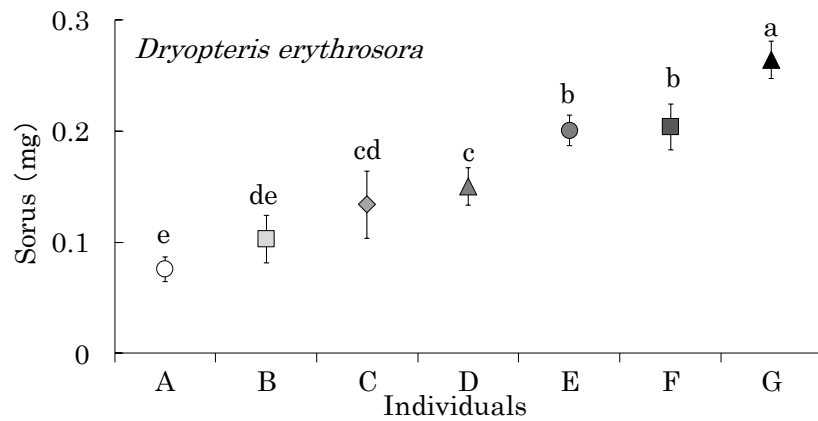 0.3
Dryopteris erythrosora
a
b b
0.2
cd c
de
Sorus (mg)
0.1
e
0
A B C D E F G
Individuals